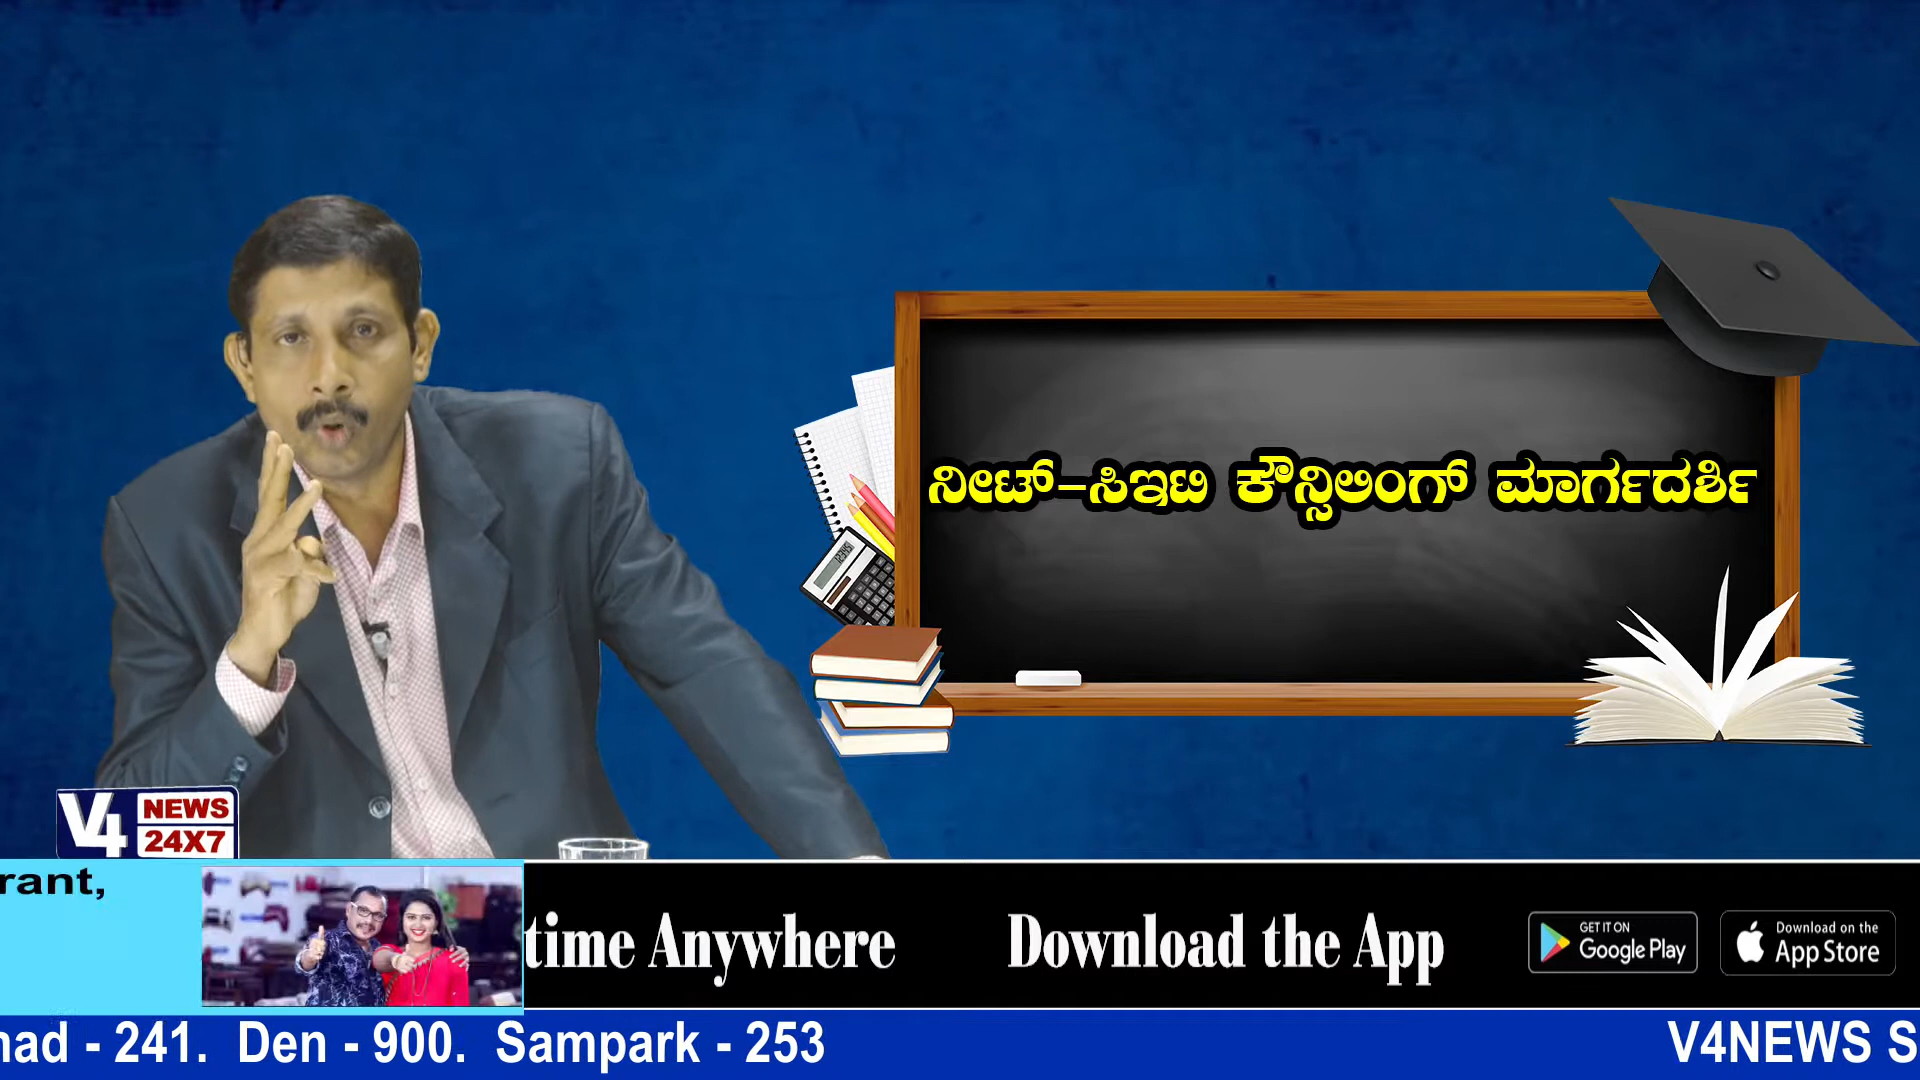 ನೀಟ್-ಸಿಇಟಿ ಕೌನ್ಸಿಲಿಂಗ್ ಮಾರ್ಗದರ್ಶಿ
V4 NEWS
24X7
rant,
time Anywhere Download the App
GET IT ON
Google Play
Download on the
App Store
had - 241. Den - 900. Sampark - 253 V4NEWS S